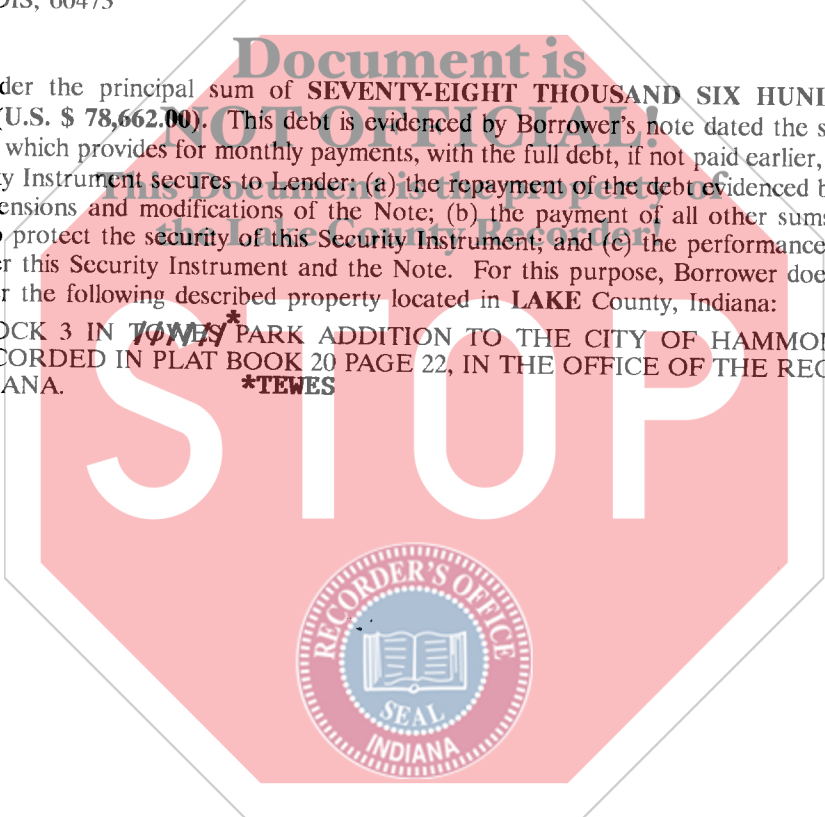 OIS, 60473
Document is
der the principal sum of SEVENTY-EIGHT THOUSAND SIX HUN
(U.S. $ 78,662.00). This debt is evidenced by Borrower's note dated the s
NOT OFFICIAL!
which provides for monthly payments, with the full debt, if not paid earlier,
y Instrument secures to Lender: (a) the repayment of the debt evidenced b
This Document is the property of
ensions and modifications of the Note; (b) the payment of all other sums
the Lake County Recorder!
protect the security of this Security Instrument; and (c) the performance
r this Security Instrument and the Note. For this purpose, Borrower doe
r the following described property located in LAKE County, Indiana:
OCK 3 IN * PARK ADDITION TO THE CITY OF HAMMO
CORDED IN PLAT BOOK 20 PAGE 22, IN THE OFFICE OF THE REC
ANA. *TEWES
STOP
RECORDER'S OFFICE
SEAL
INDIANA